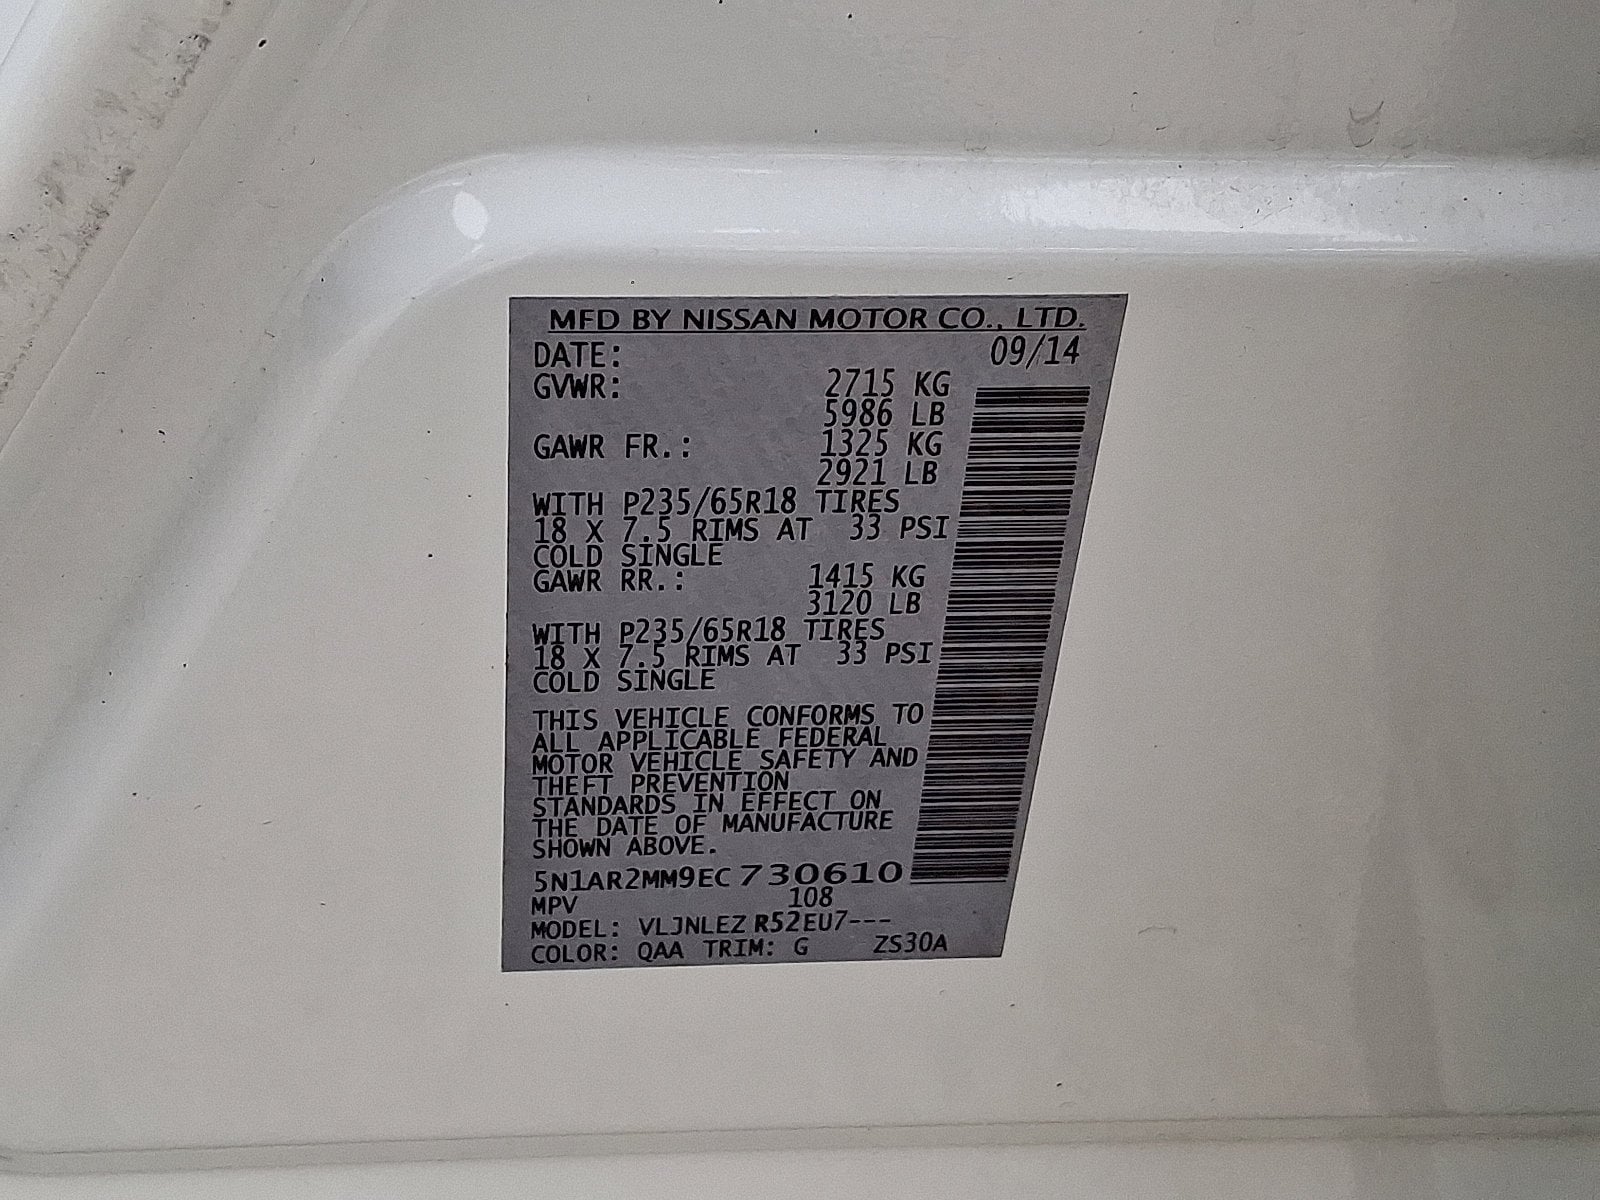 MFD BY NISSAN MOTOR CO., LTD.
DATE: 09/14
GVWR: 2715 KG
5986 LB
GAWR FR.: 1325 KG
2921 LB
WITH P235/65R18 TIRES
18 X 7.5 RIMS AT 33 PSI
COLD SINGLE
GAWR RR.: 1415 KG
3120 LB
WITH P235/65R18 TIRES
18 X 7.5 RIMS AT 33 PSI
COLD SINGLE
THIS VEHICLE CONFORMS TO
ALL APPLICABLE FEDERAL
MOTOR VEHICLE SAFETY AND
THEFT PREVENTION
STANDARDS IN EFFECT ON
THE DATE OF MANUFACTURE
SHOWN ABOVE.
5N1AR2MM9EC730610
MPV 108
MODEL: VLJNLEZ R52EU7---
COLOR: QAA TRIM: G ZS30A